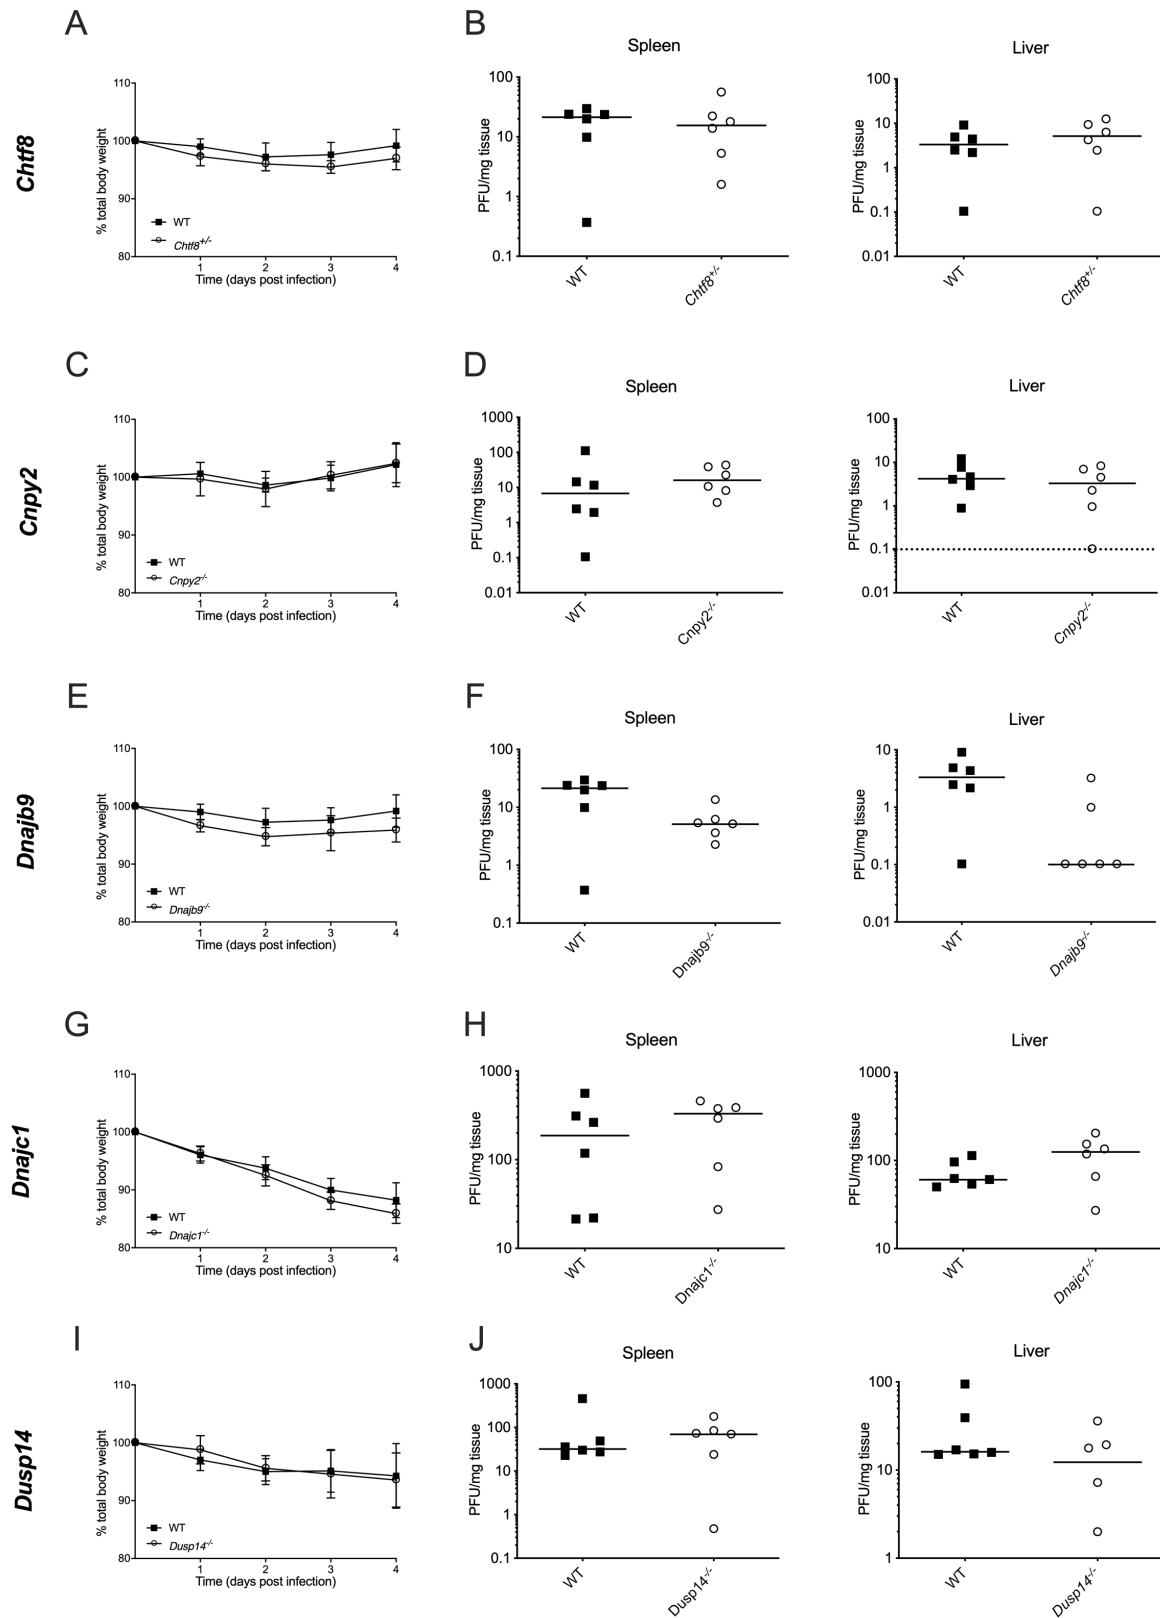 A
B
Chtf8
110
100
90
80
% total body weight
WT
Chtf8+/-
1 2 3 4
Time (days post infection)
Spleen
100
10
1
0.1
PFU/mg tissue
WT
Chtf8+/-
Liver
100
10
1
0.1
0.01
PFU/mg tissue
WT
Chtf8+/-
C
D
Cnpy2
110
100
90
80
% total body weight
WT
Cnpy2-/-
1 2 3 4
Time (days post infection)
Spleen
1000
100
10
1
0.1
0.01
PFU/mg tissue
WT
Cnpy2-/-
Liver
100
10
1
0.1
0.01
PFU/mg tissue
WT
Cnpy2-/-
E
F
Dnajb9
110
100
90
80
% total body weight
WT
Dnajb9-/-
1 2 3 4
Time (days post infection)
Spleen
100
10
1
0.1
PFU/mg tissue
WT
Dnajb9-/-
Liver
10
1
0.1
0.01
PFU/mg tissue
WT
Dnajb9-/-
G
H
Dnajc1
110
100
90
80
% total body weight
WT
Dnajc1-/-
1 2 3 4
Time (days post infection)
Spleen
1000
100
10
PFU/mg tissue
WT
Dnajc1-/-
Liver
1000
100
10
PFU/mg tissue
WT
Dnajc1-/-
I
J
Dusp14
110
100
90
80
% total body weight
WT
Dusp14-/-
1 2 3 4
Time (days post infection)
Spleen
1000
100
10
1
0.1
PFU/mg tissue
WT
Dusp14-/-
Liver
100
10
1
PFU/mg tissue
WT
Dusp14-/-